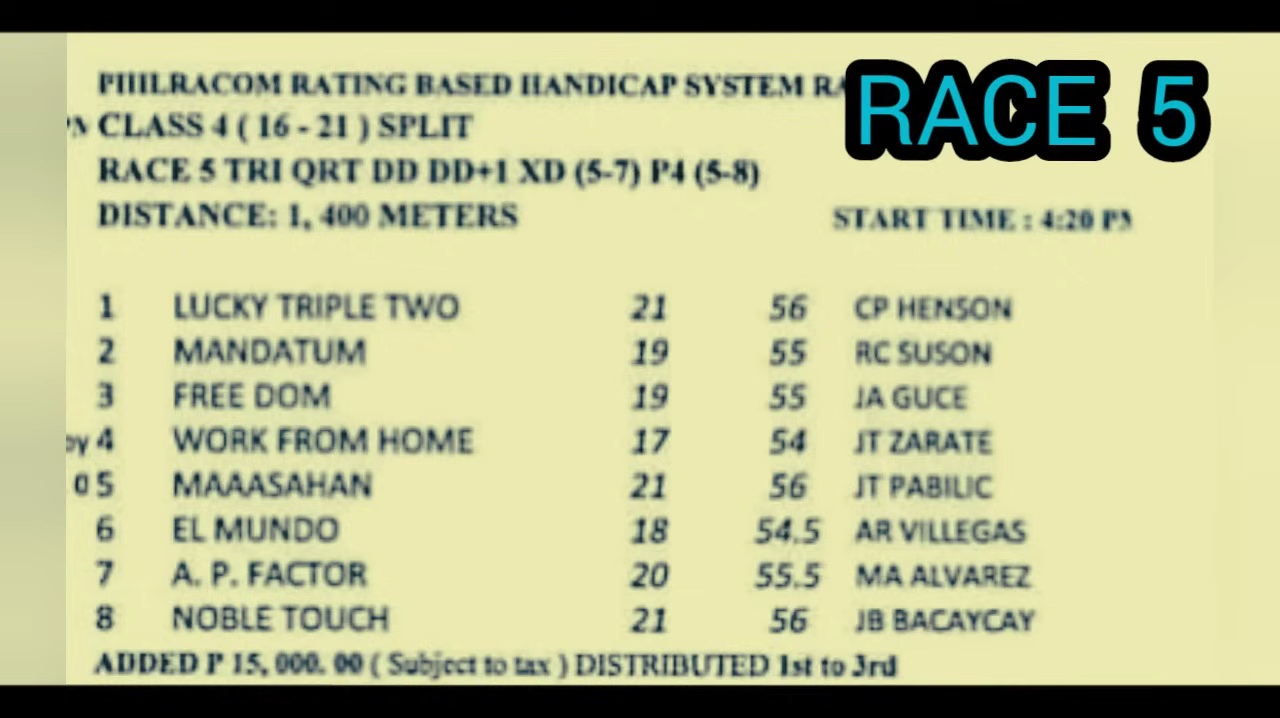 PHILRACOM RATING BASED HANDICAP SYSTEM
RACE 5
CLASS 4 ( 16 - 21 ) SPLIT
RACE 5 TRI QRT DD DD+1 XD (5-7) P4 (5-8)
DISTANCE: 1, 400 METERS START TIME : 4:20 PM
1 LUCKY TRIPLE TWO 21 56 CP HENSON
2 MANDATUM 19 55 RC SUSON
3 FREE DOM 19 55 JA GUCE
4 WORK FROM HOME 17 54 JT ZARATE
5 MAAASAHAN 21 56 JT PABILIC
6 EL MUNDO 18 54.5 AR VILLEGAS
7 A. P. FACTOR 20 55.5 MA ALVAREZ
8 NOBLE TOUCH 21 56 JB BACAYCAY
ADDED P 15, 000. 00 ( Subject to tax ) DISTRIBUTED 1st to 3rd